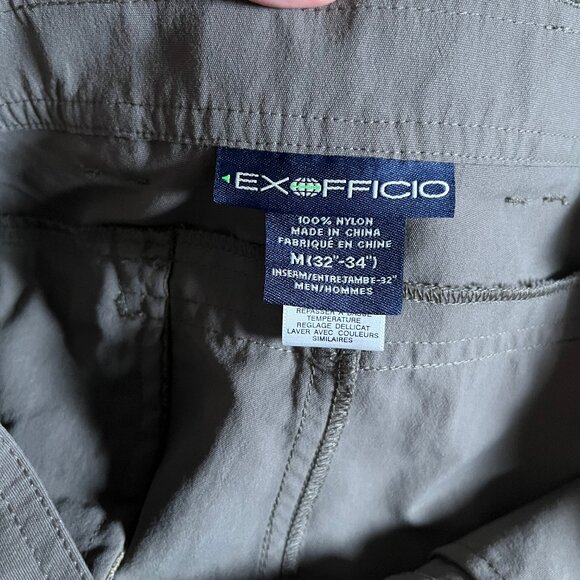 EXOFFICIO
100% NYLON
MADE IN CHINA
FABRIQUÉ EN CHINE
M(32"-34")
INSEAM/ENTREJAMBE-32"
MEN/HOMMES
TEMPERATURE
REGLAGE DELLICAT
LAVER AVEC COULEURS
SIMILAIRES